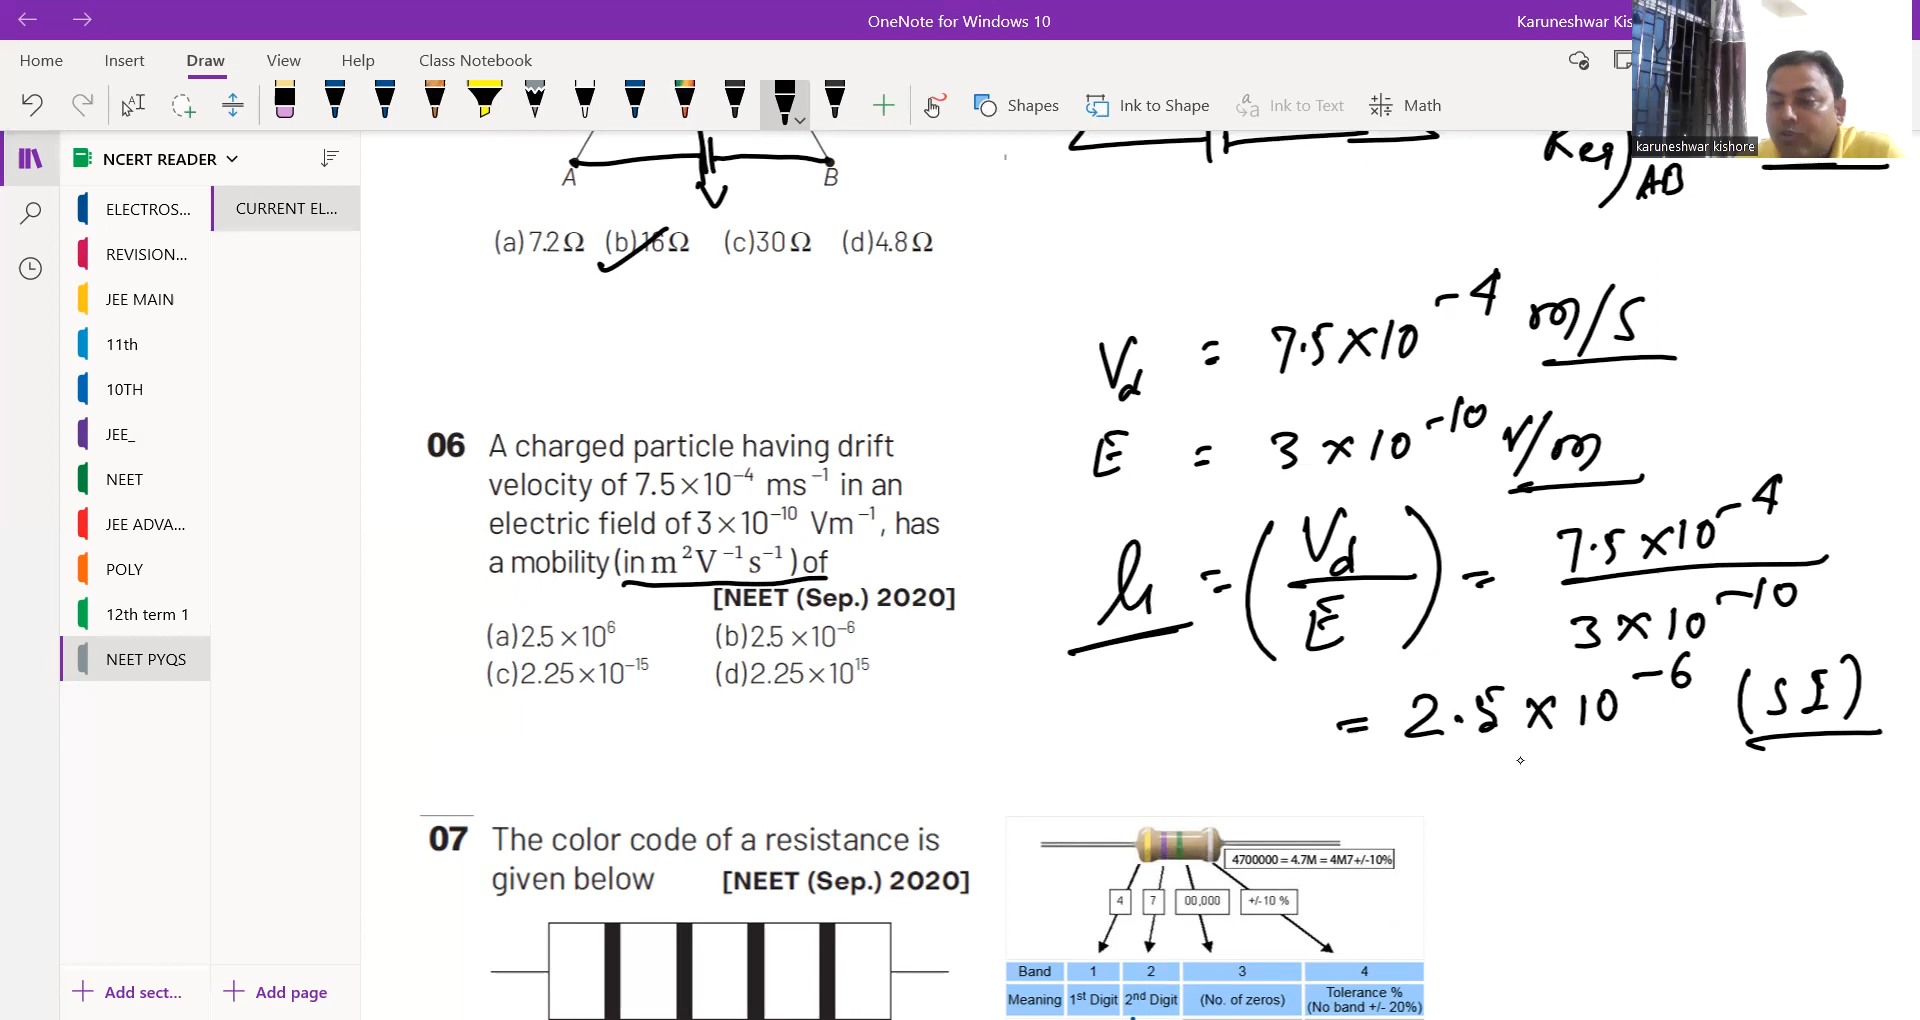 OneNote for Windows 10
Karuneshwar Kis
Home Insert Draw View Help Class Notebook
Shapes Ink to Shape Ink to Text Math
karuneshwar kishore
NCERT READER
ELECTROS...
REVISION...
JEE MAIN
11th
10TH
JEE_
NEET
JEE ADVA...
POLY
12th term 1
NEET PYQS
Add sect...
CURRENT EL...
Add page
A B
(a) 7.2 Ω (b) 16 Ω (c) 30 Ω (d) 4.8 Ω
Req)AB
06 A charged particle having drift
velocity of 7.5×10⁻⁴ ms⁻¹ in an
electric field of 3×10⁻¹⁰ Vm⁻¹, has
a mobility (in m²V⁻¹s⁻¹) of
[NEET (Sep.) 2020]
(a) 2.5 ×10⁶ (b) 2.5 ×10⁻⁶
(c) 2.25×10⁻¹⁵ (d) 2.25×10¹⁵
Vd = 7.5×10⁻⁴ m/s
E = 3×10⁻¹⁰ V/m
μ = (Vd/E) = 7.5×10⁻⁴ / 3×10⁻¹⁰
= 2.5×10⁻⁶ (SI)
07 The color code of a resistance is
given below [NEET (Sep.) 2020]
4700000 = 4.7M = 4M7+/-10%
4 7 00,000 +/-10 %
Band 1 2 3 4
Meaning 1st Digit 2nd Digit (No. of zeros) Tolerance % (No band +/- 20%)